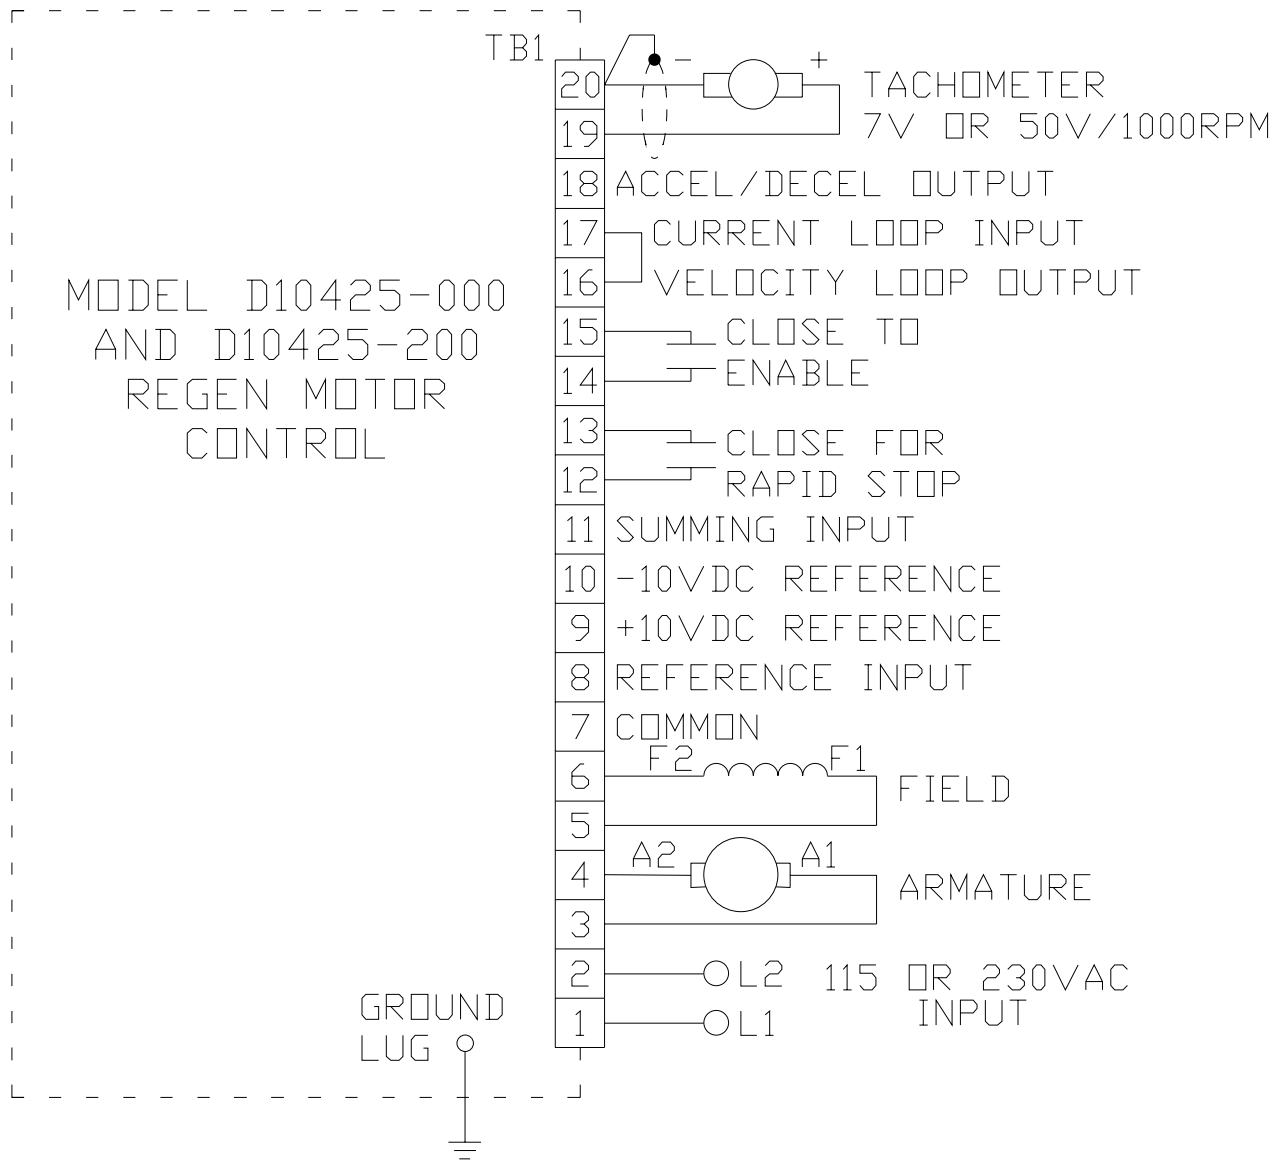 TB1
20 - + TACHOMETER
19 7V OR 50V/1000RPM
18 ACCEL/DECEL OUTPUT
17 CURRENT LOOP INPUT
16 VELOCITY LOOP OUTPUT
MODEL D10425-000
AND D10425-200
REGEN MOTOR
CONTROL
15 CLOSE TO
14 ENABLE
13 CLOSE FOR
12 RAPID STOP
11 SUMMING INPUT
10 -10VDC REFERENCE
9 +10VDC REFERENCE
8 REFERENCE INPUT
7 COMMON
6 F2 F1 FIELD
5
4 A2 A1 ARMATURE
3
2 L2 115 OR 230VAC
INPUT
1 L1
GROUND
LUG